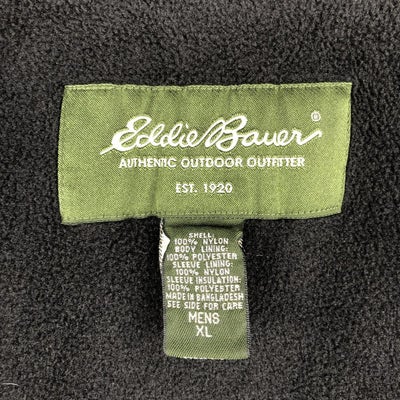 Eddie Bauer®
AUTHENTIC OUTDOOR OUTFITTER
EST. 1920
SHELL:
100% NYLON
BODY LINING:
100% POLYESTER
SLEEVE LINING:
100% NYLON
SLEEVE INSULATION:
100% POLYESTER
MADE IN BANGLADESH
SEE SIDE FOR CARE
MENS
XL